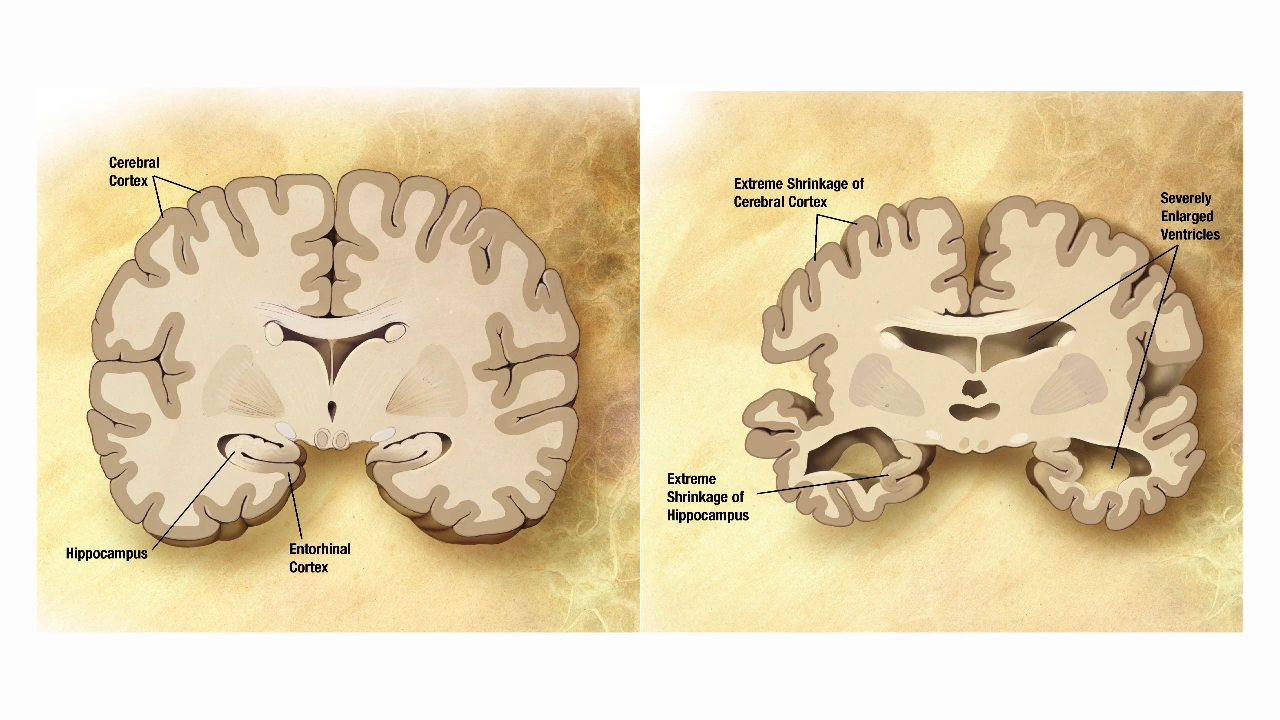 Cerebral
Cortex
Hippocampus
Entorhinal
Cortex
Extreme Shrinkage of
Cerebral Cortex
Severely
Enlarged
Ventricles
Extreme
Shrinkage of
Hippocampus